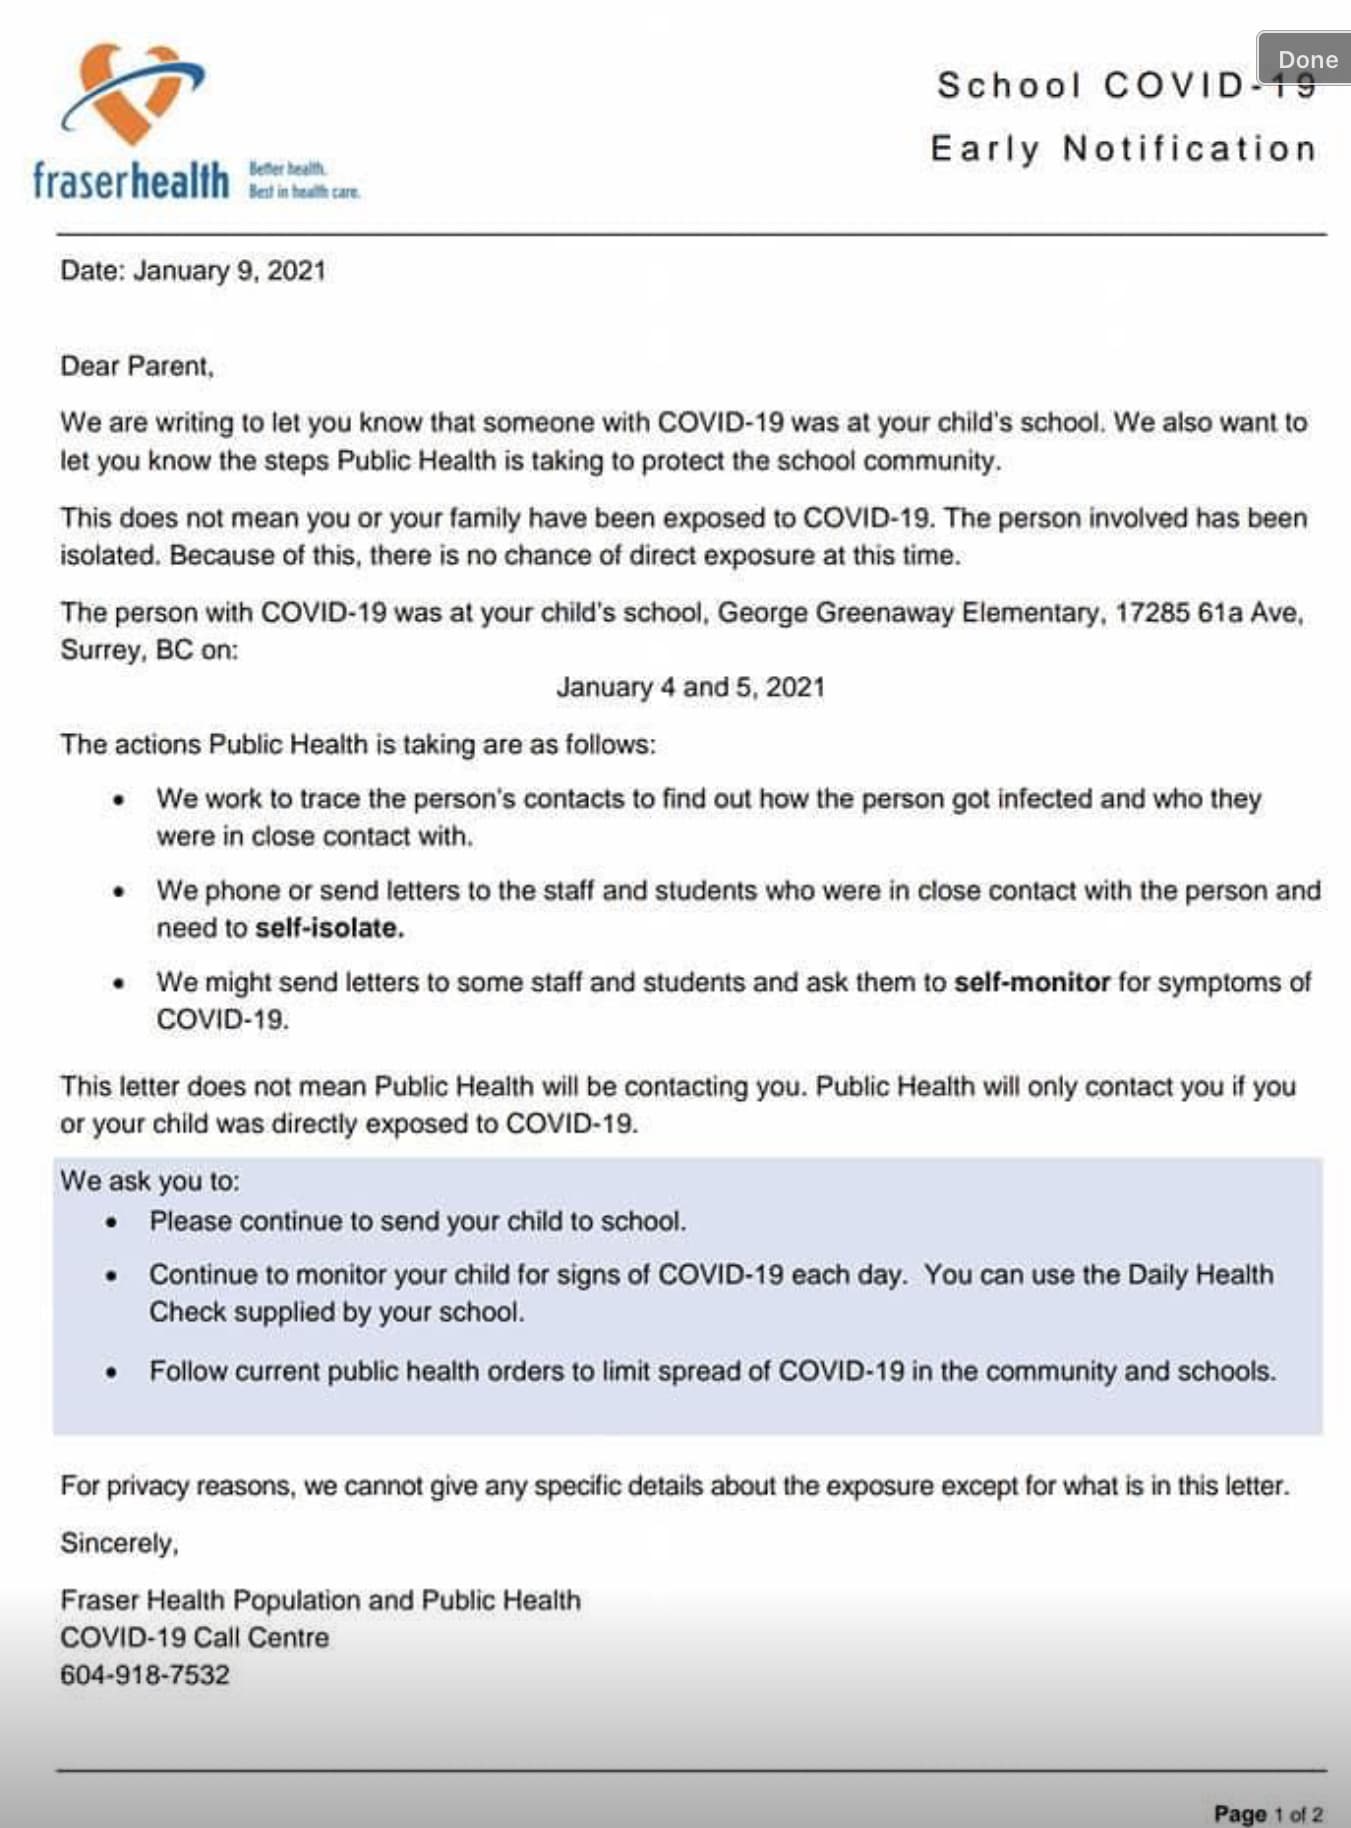 Done
School COVID-19
Early Notification
fraserhealth
Better health.
Best in health care.
Date: January 9, 2021
Dear Parent,
We are writing to let you know that someone with COVID-19 was at your child's school. We also want to
let you know the steps Public Health is taking to protect the school community.
This does not mean you or your family have been exposed to COVID-19. The person involved has been
isolated. Because of this, there is no chance of direct exposure at this time.
The person with COVID-19 was at your child's school, George Greenaway Elementary, 17285 61a Ave,
Surrey, BC on:
January 4 and 5, 2021
The actions Public Health is taking are as follows:
• We work to trace the person's contacts to find out how the person got infected and who they
were in close contact with.
• We phone or send letters to the staff and students who were in close contact with the person and
need to self-isolate.
• We might send letters to some staff and students and ask them to self-monitor for symptoms of
COVID-19.
This letter does not mean Public Health will be contacting you. Public Health will only contact you if you
or your child was directly exposed to COVID-19.
We ask you to:
• Please continue to send your child to school.
• Continue to monitor your child for signs of COVID-19 each day. You can use the Daily Health
Check supplied by your school.
• Follow current public health orders to limit spread of COVID-19 in the community and schools.
For privacy reasons, we cannot give any specific details about the exposure except for what is in this letter.
Sincerely,
Fraser Health Population and Public Health
COVID-19 Call Centre
604-918-7532
Page 1 of 2